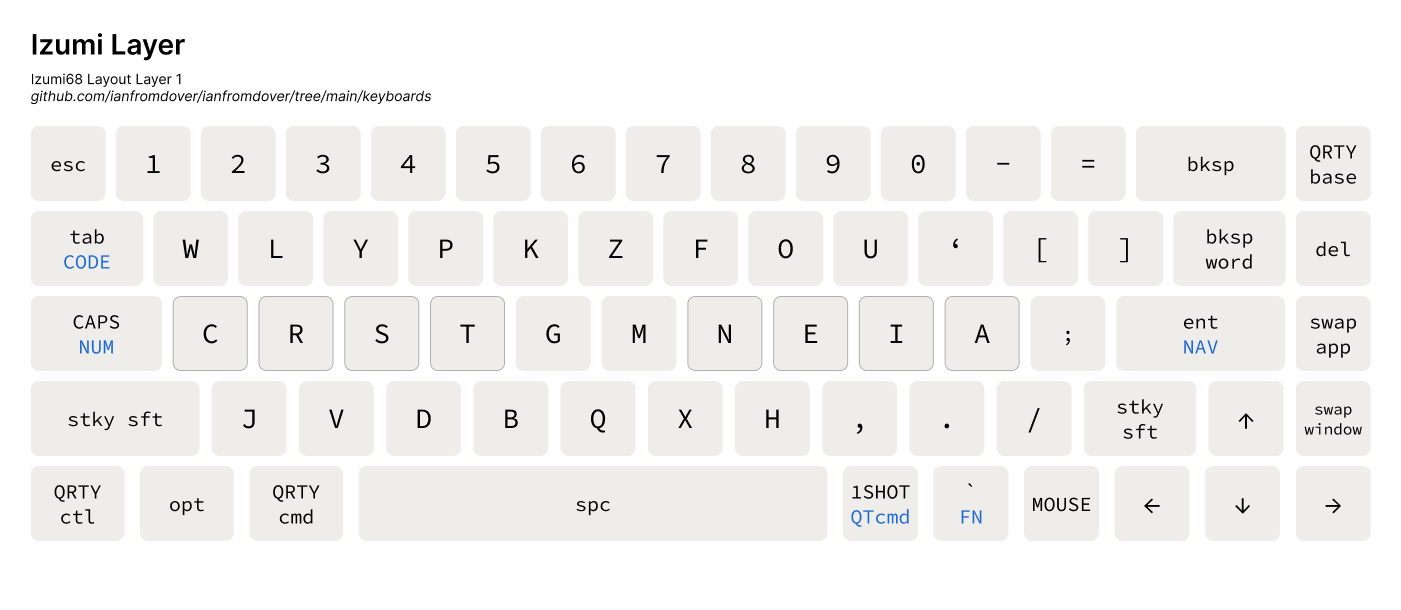 Izumi Layer
Izumi68 Layout Layer 1
github.com/ianfromdover/ianfromdover/tree/main/keyboards
esc 1 2 3 4 5 6 7 8 9 0 - = bksp QRTY base
tab CODE W L Y P K Z F O U ‘ [ ] bksp word del
CAPS NUM C R S T G M N E I A ; ent NAV swap app
stky sft J V D B Q X H , . / stky sft ↑ swap window
QRTY ctl opt QRTY cmd spc 1SHOT QTcmd ` FN MOUSE ← ↓ →